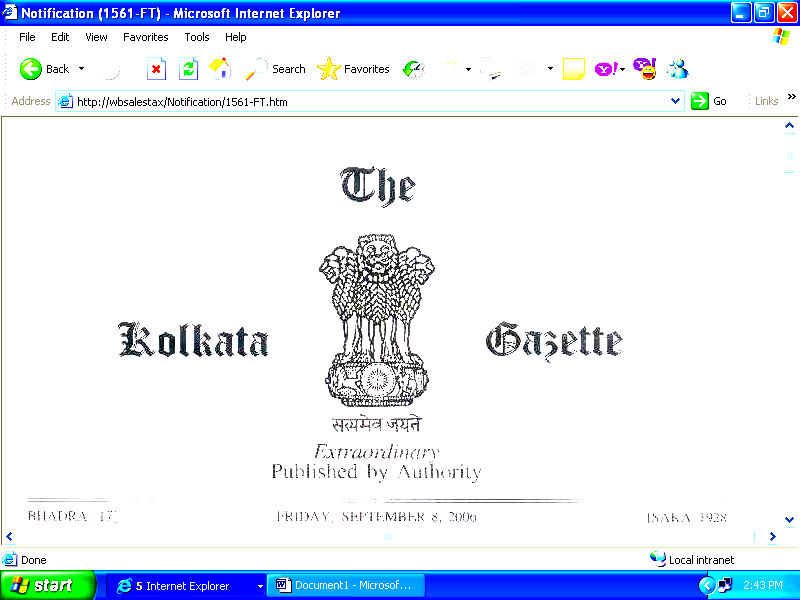 Notification (1561-FT) - Microsoft Internet Explorer
File Edit View Favorites Tools Help
Back Search Favorites
Address http://wbsalestax/Notification/1561-FT.htm Go Links »
The
Kolkata Gazette
सत्यमेव जयते
Extraordinary
Published by Authority
BHADRA 17] FRIDAY, SEPTEMBER 8, 2006 [SAKA 1928
Done Local intranet
start 5 Internet Explorer Document1 - Microsof... 2:43 PM